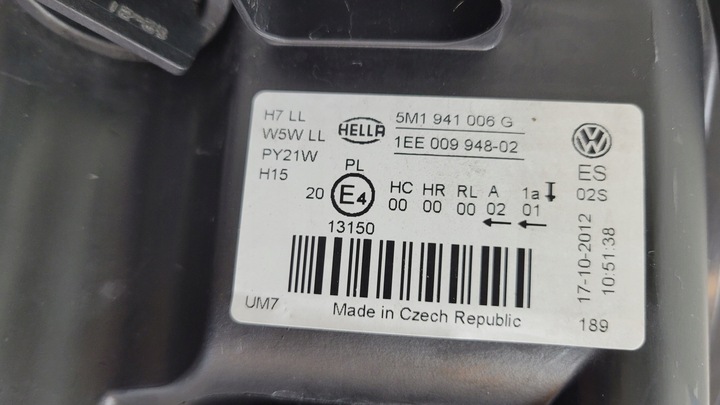 H7 LL
W5W LL
PY21W
H15
HELLA
5M1 941 006 G
1EE 009 948-02
PL
20 E4
13150
HC HR RL A 1a
00 00 00 02 01
VW
ES
02S
17-10-2012
10:51:38
189
UM7
Made in Czech Republic